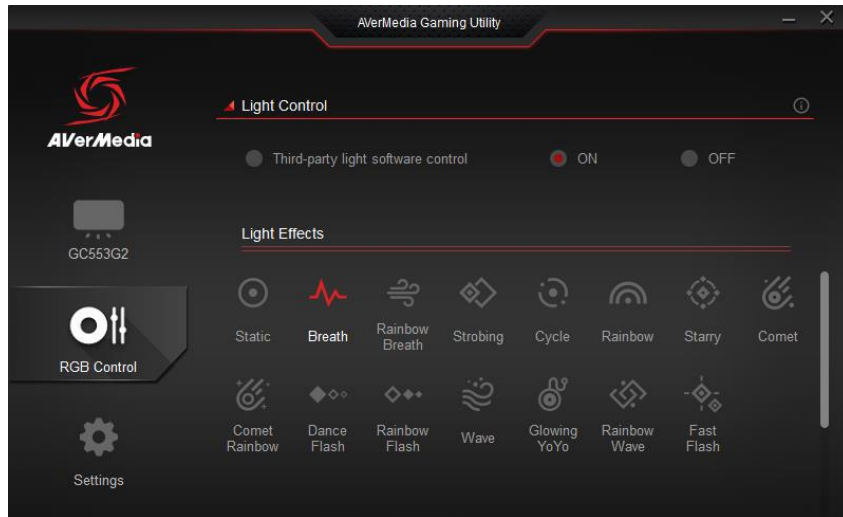 AVerMedia Gaming Utility
AVerMedia
GC553G2
RGB Control
Settings
Light Control
Third-party light software control
ON
OFF
Light Effects
Static
Breath
Rainbow
Breath
Strobing
Cycle
Rainbow
Starry
Comet
Comet
Rainbow
Dance
Flash
Rainbow
Flash
Wave
Glowing
YoYo
Rainbow
Wave
Fast
Flash